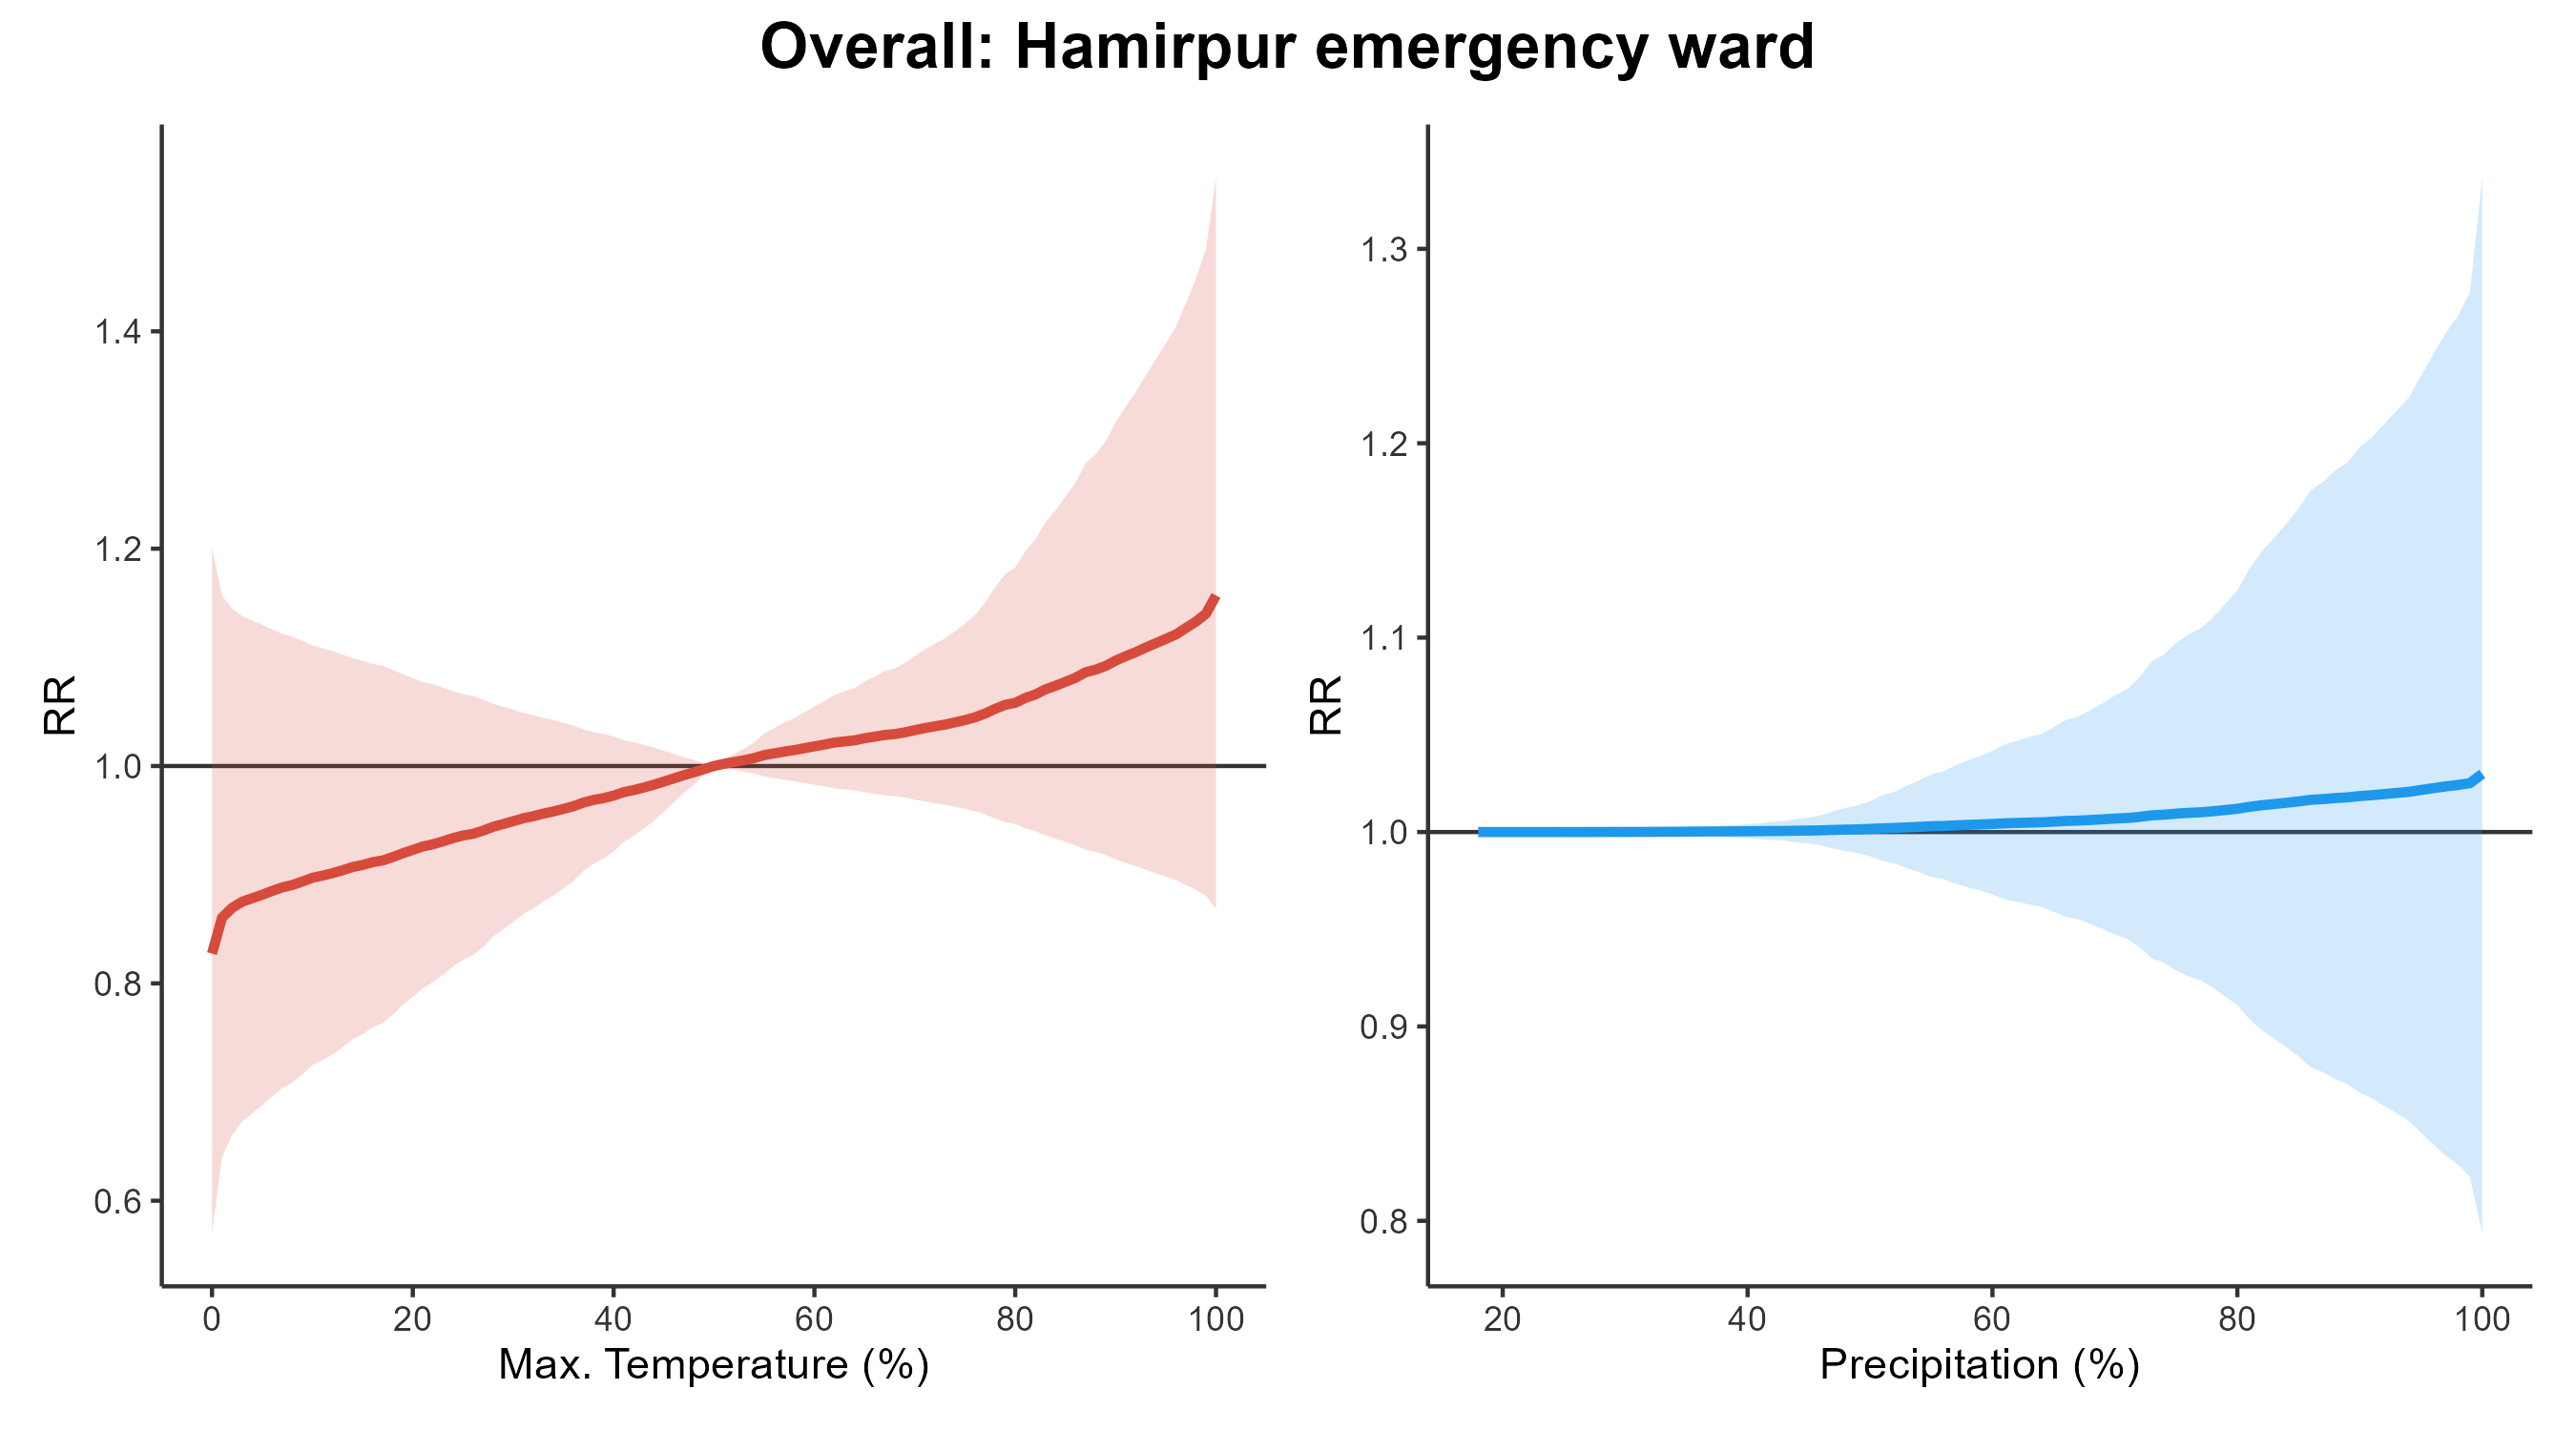 Overall: Hamirpur emergency ward
RR
1.4
1.2
1.0
0.8
0.6
0 20 40 60 80 100
Max. Temperature (%)
RR
1.3
1.2
1.1
1.0
0.9
0.8
20 40 60 80 100
Precipitation (%)